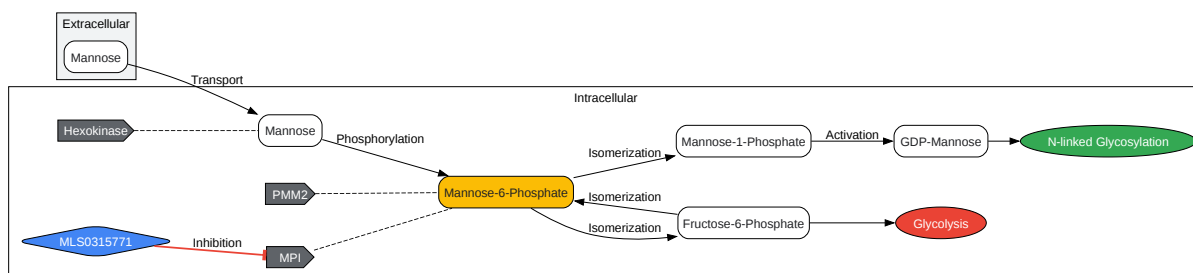 Extracellular
Mannose
Transport
Intracellular
Hexokinase
Mannose
Phosphorylation
PMM2
Mannose-6-Phosphate
MLS0315771
Inhibition
MPI
Isomerization
Mannose-1-Phosphate
Activation
GDP-Mannose
N-linked Glycosylation
Isomerization
Isomerization
Fructose-6-Phosphate
Glycolysis